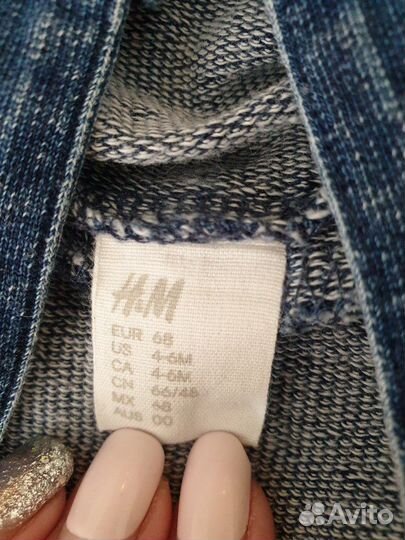 H&M
EUR 68
US 4-6M
CA 4-6M
CN 66/48
MX 68
AUS 00
Avito